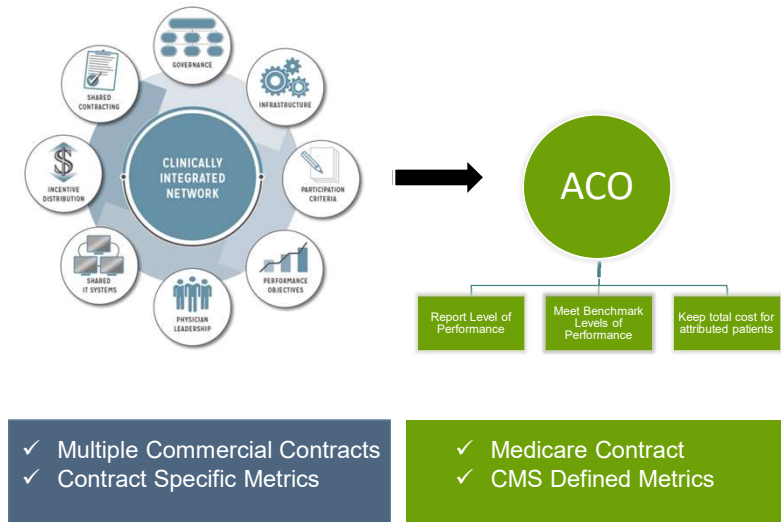 GOVERNANCE
INFRASTRUCTURE
PARTICIPATION
CRITERIA
PERFORMANCE
OBJECTIVES
PHYSICIAN
LEADERSHIP
SHARED
IT SYSTEMS
INCENTIVE
DISTRIBUTION
SHARED
CONTRACTING
CLINICALLY
INTEGRATED
NETWORK
ACO
Report Level of
Performance
Meet Benchmark
Levels of
Performance
Keep total cost for
attributed patients
✓ Multiple Commercial Contracts
✓ Contract Specific Metrics
✓ Medicare Contract
✓ CMS Defined Metrics